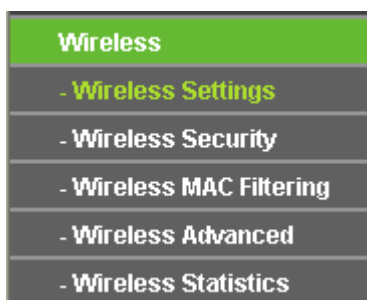 Wireless
- Wireless Settings
- Wireless Security
- Wireless MAC Filtering
- Wireless Advanced
- Wireless Statistics